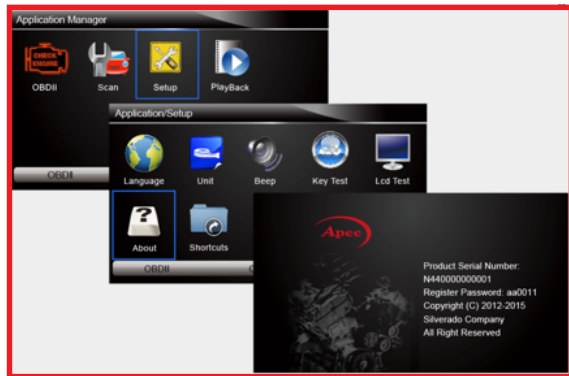 Application Manager
CHECK
ENGINE
OBDII
Scan
Setup
PlayBack
OBDII
Application/Setup
Language
Unit
Beep
Key Test
Lcd Test
?
About
Shortcuts
OBDII
Apec
Product Serial Number:
N440000000001
Register Password: aa0011
Copyright (C) 2012-2015
Silverado Company
All Right Reserved